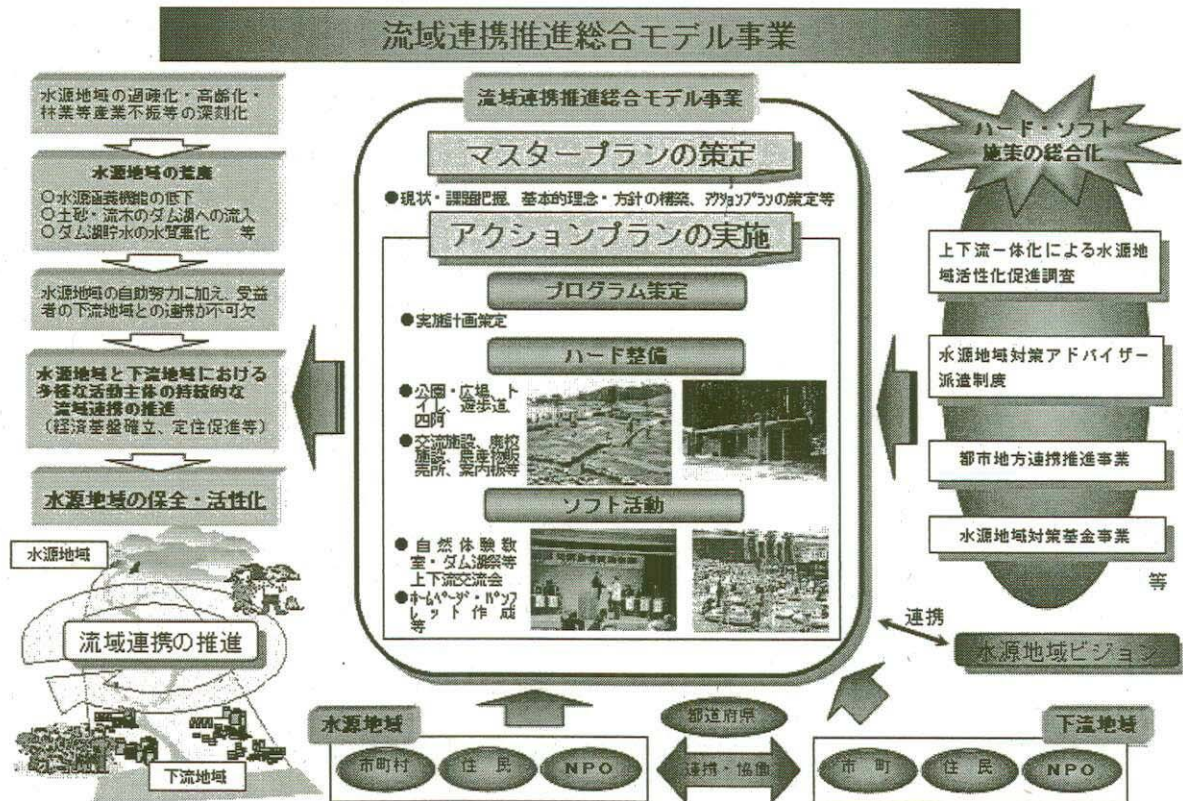 流域連携推進総合モデル事業
水源地域の過疎化・高齢化・
林業等産業不振等の深刻化
水源地域の荒廃
○水源涵養機能の低下
○土砂・流木のダム湖への流入
○ダム湖貯水の水質悪化 等
水源地域の自助努力に加え、受益
者の下流地域との連携が不可欠
水源地域と下流地域における
多様な活動主体の持続的な
流域連携の推進
（経済基盤確立、定住促進等）
水源地域の保全・活性化
水源地域
流域連携の推進
下流地域
流域連携推進総合モデル事業
マスタープランの策定
●現状・課題把握、基本的理念・方針の構築、ｱｸｼｮﾝﾌﾟﾗﾝの策定等
アクションプランの実施
プログラム策定
●実施計画策定
ハード整備
●公園・広場、ト
イレ、遊歩道、
四阿
●交流施設、廃校
施設、農産物販
売所、案内板等
ソフト活動
●自然体験教
室・ダム湖祭等
上下流交流会
●ﾎｰﾑﾍﾟｰｼﾞ・ﾊﾟﾝﾌ
ﾚｯﾄ作成
等
ハード・ソフト
施策の総合化
上下流一体化による水源地
域活性化促進調査
水源地域対策アドバイザー
派遣制度
都市地方連携推進事業
水源地域対策基金事業
等
連携
水源地域ビジョン
水源地域
市町村
住民
NPO
都道府県
連携・協働
下流地域
市町
住民
NPO